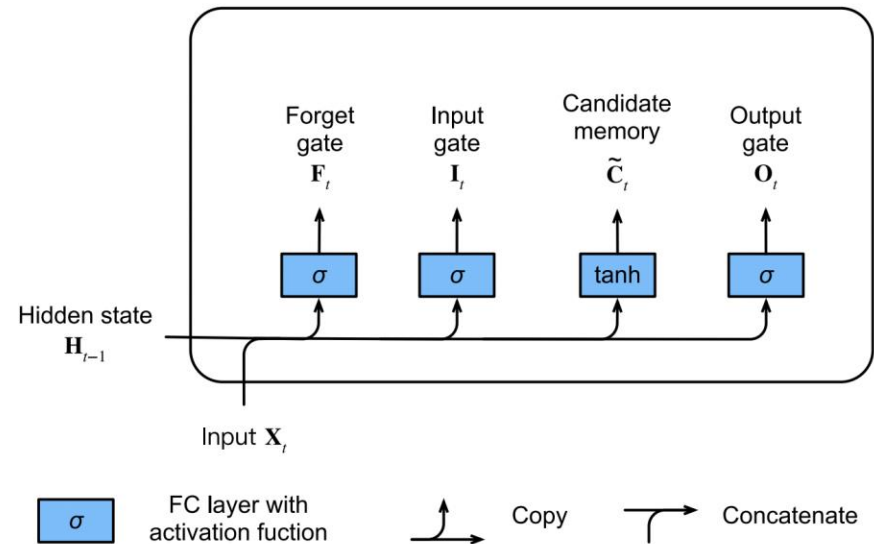 Forget
gate
F_t
Input
gate
I_t
Candidate
memory
C̃_t
Output
gate
O_t
σ
σ
tanh
σ
Hidden state
H_{t−1}
Input X_t
σ
FC layer with
activation fuction
Copy
Concatenate